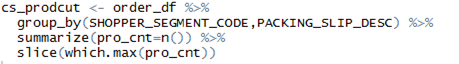 cs_prodcut <- order_df %>%
  group_by(SHOPPER_SEGMENT_CODE,PACKING_SLIP_DESC) %>%
  summarize(pro_cnt=n()) %>%
  slice(which.max(pro_cnt))